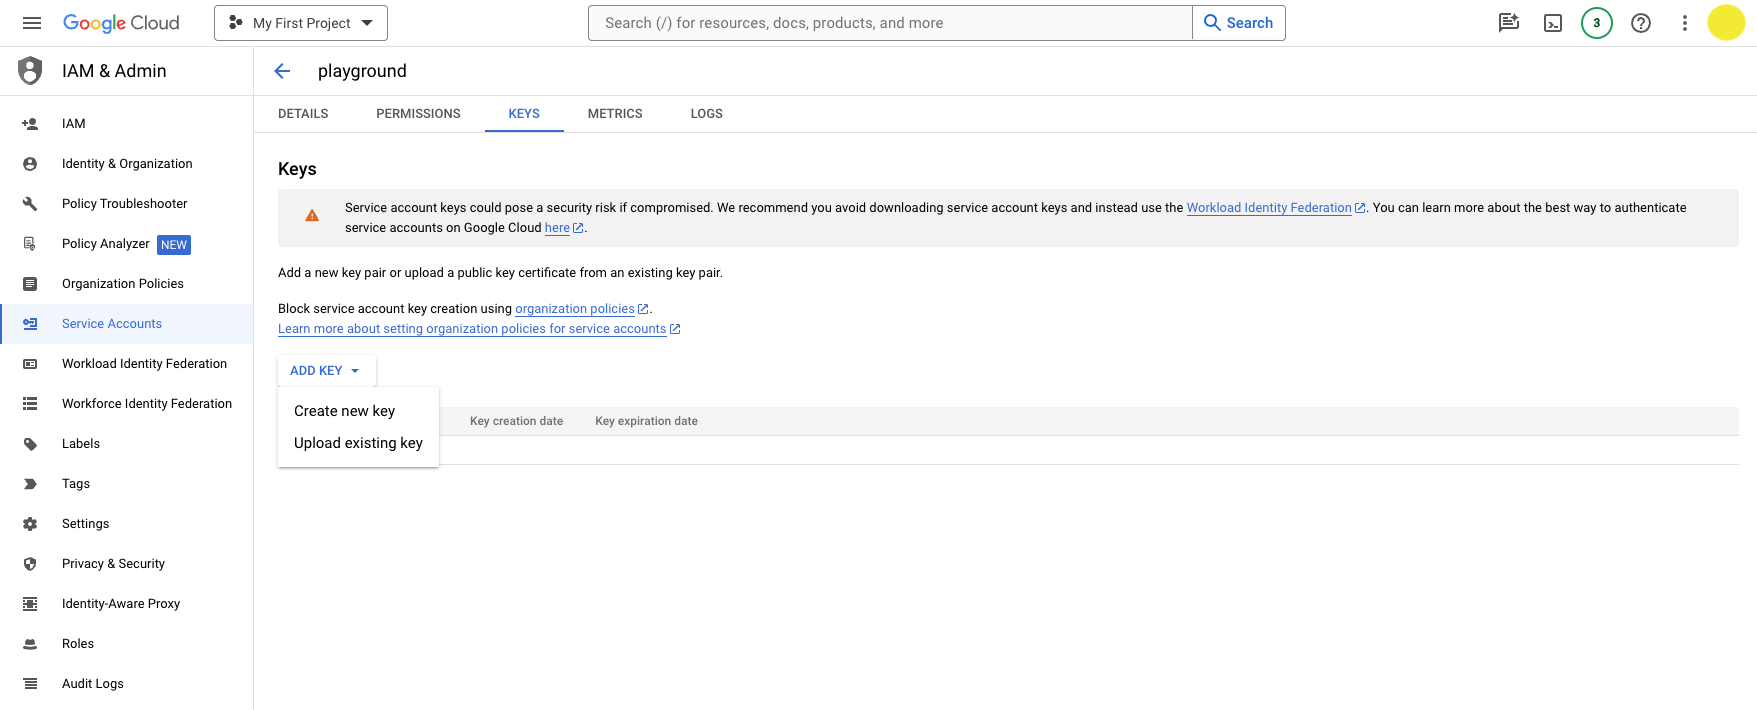 Google Cloud
My First Project
Search (/) for resources, docs, products, and more
Search
3
IAM & Admin
playground
DETAILS
PERMISSIONS
KEYS
METRICS
LOGS
IAM
Identity & Organization
Policy Troubleshooter
Policy Analyzer NEW
Organization Policies
Service Accounts
Workload Identity Federation
Workforce Identity Federation
Labels
Tags
Settings
Privacy & Security
Identity-Aware Proxy
Roles
Audit Logs
Keys
Service account keys could pose a security risk if compromised. We recommend you avoid downloading service account keys and instead use the Workload Identity Federation. You can learn more about the best way to authenticate
service accounts on Google Cloud here.
Add a new key pair or upload a public key certificate from an existing key pair.
Block service account key creation using organization policies.
Learn more about setting organization policies for service accounts
ADD KEY
Create new key
Upload existing key
Key creation date
Key expiration date